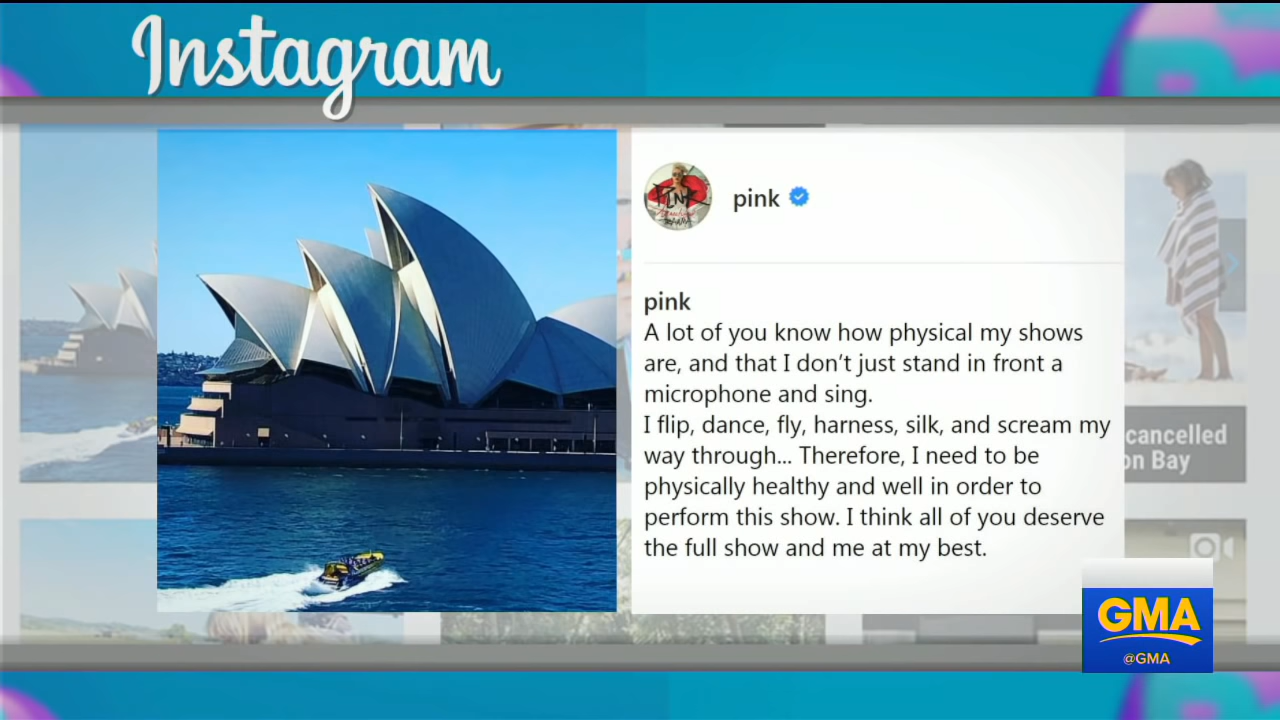 Instagram
pink
pink
A lot of you know how physical my shows
are, and that I don't just stand in front a
microphone and sing.
I flip, dance, fly, harness, silk, and scream my
way through... Therefore, I need to be
physically healthy and well in order to
perform this show. I think all of you deserve
the full show and me at my best.
cancelled
on Bay
GMA
@GMA